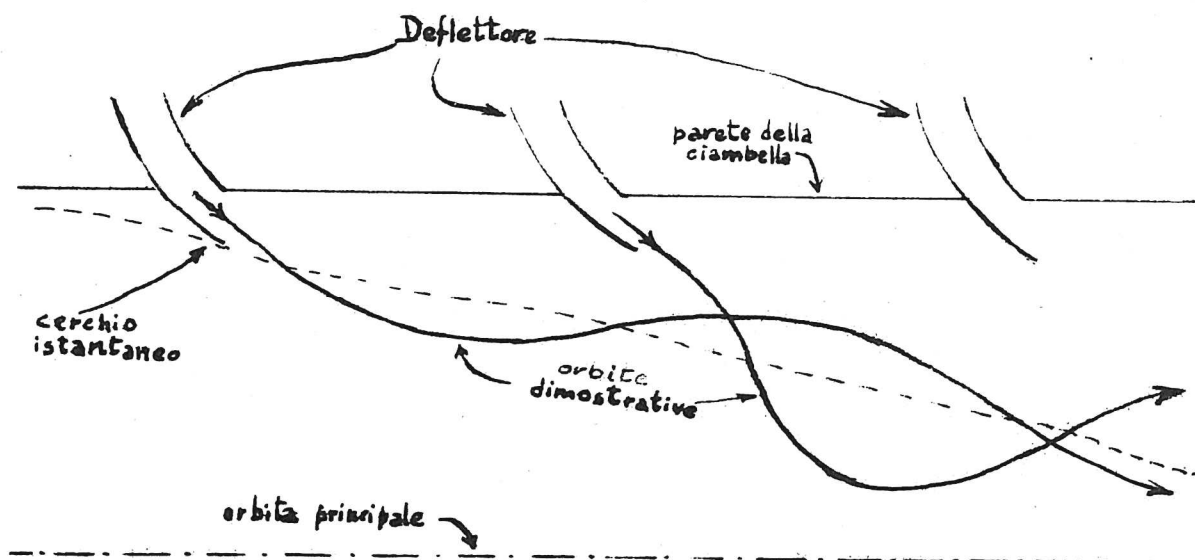 Deflettore
parete della
ciambella
cerchio
istantaneo
orbite
dimostrative
orbita principale